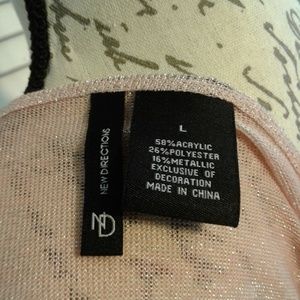 NEW DIRECTIONS
ND
L
58%ACRYLIC
26%POLYESTER
16%METALLIC
EXCLUSIVE OF
DECORATION
MADE IN CHINA